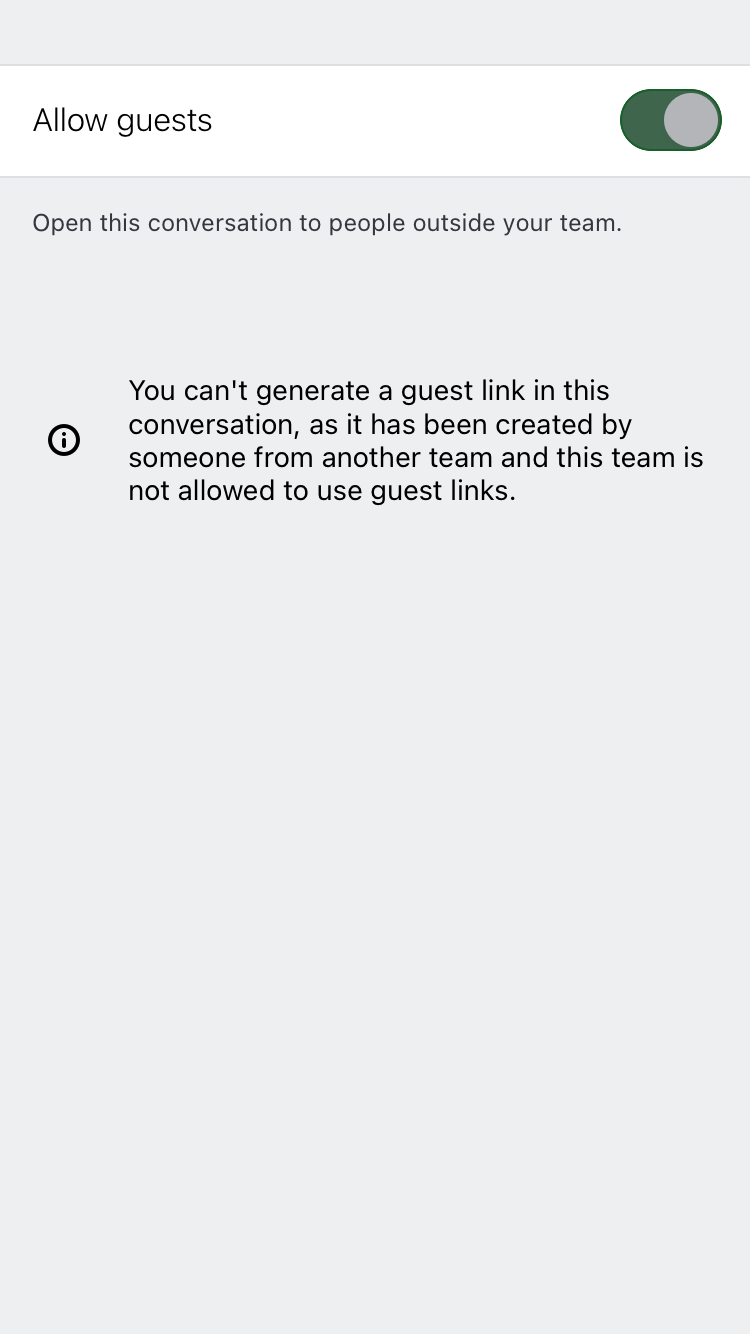 Allow guests
Open this conversation to people outside your team.
You can't generate a guest link in this
conversation, as it has been created by
someone from another team and this team is
not allowed to use guest links.